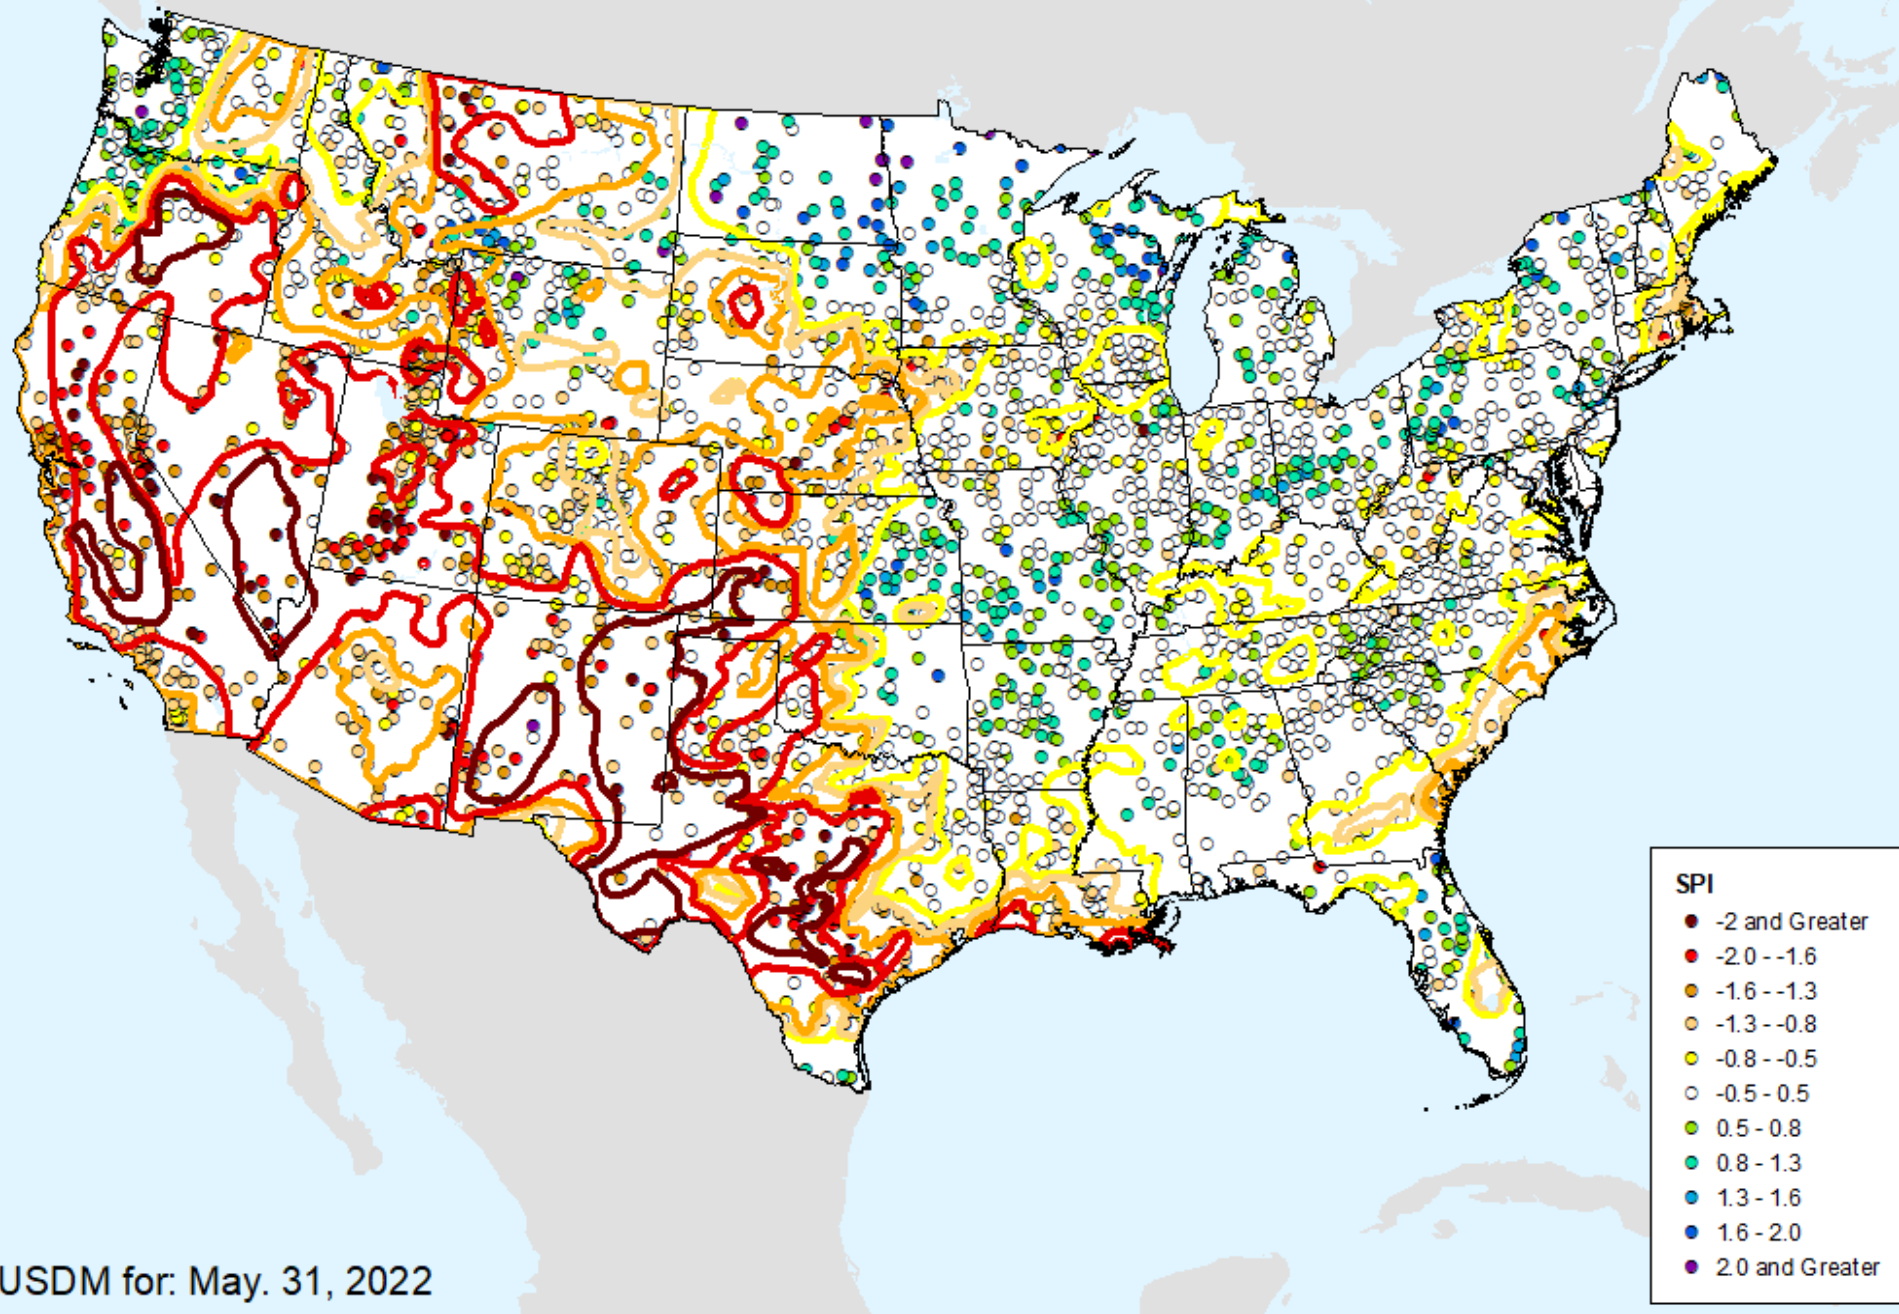 SPI
-2 and Greater
-2.0 - -1.6
-1.6 - -1.3
-1.3 - -0.8
-0.8 - -0.5
-0.5 - 0.5
0.5 - 0.8
0.8 - 1.3
1.3 - 1.6
1.6 - 2.0
2.0 and Greater
USDM for: May. 31, 2022